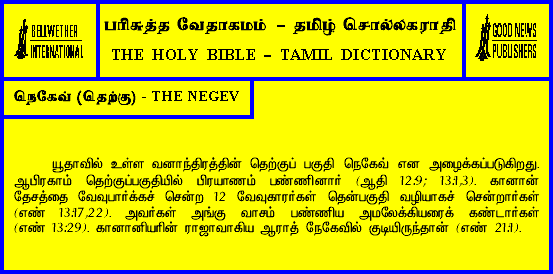 BELLWETHER
INTERNATIONAL
பரிசுத்த வேதாகமம் – தமிழ் சொல்லகராதி
THE HOLY BIBLE – TAMIL DICTIONARY
GOOD NEWS
PUBLISHERS
நெகேவ் (தெற்கு) - THE NEGEV
யூதாவில் உள்ள வனாந்திரத்தின் தெற்குப் பகுதி நெகேவ் என அழைக்கப்படுகிறது.
ஆபிரகாம் தெற்குப்பகுதியில் பிரயாணம் பண்ணினார் (ஆதி 12:9; 13:1,3). கானான்
தேசத்தை வேவுபார்க்கச் சென்ற 12 வேவுகாரர்கள் தென்பகுதி வழியாகச் சென்றார்கள்
(எண் 13:17,22). அவர்கள் அங்கு வாசம் பண்ணிய அமலேக்கியரைக் கண்டார்கள்
(எண் 13:29). கானானியரின் ராஜாவாகிய ஆராத் நேகேவில் குடியிருந்தான் (எண் 21:1).